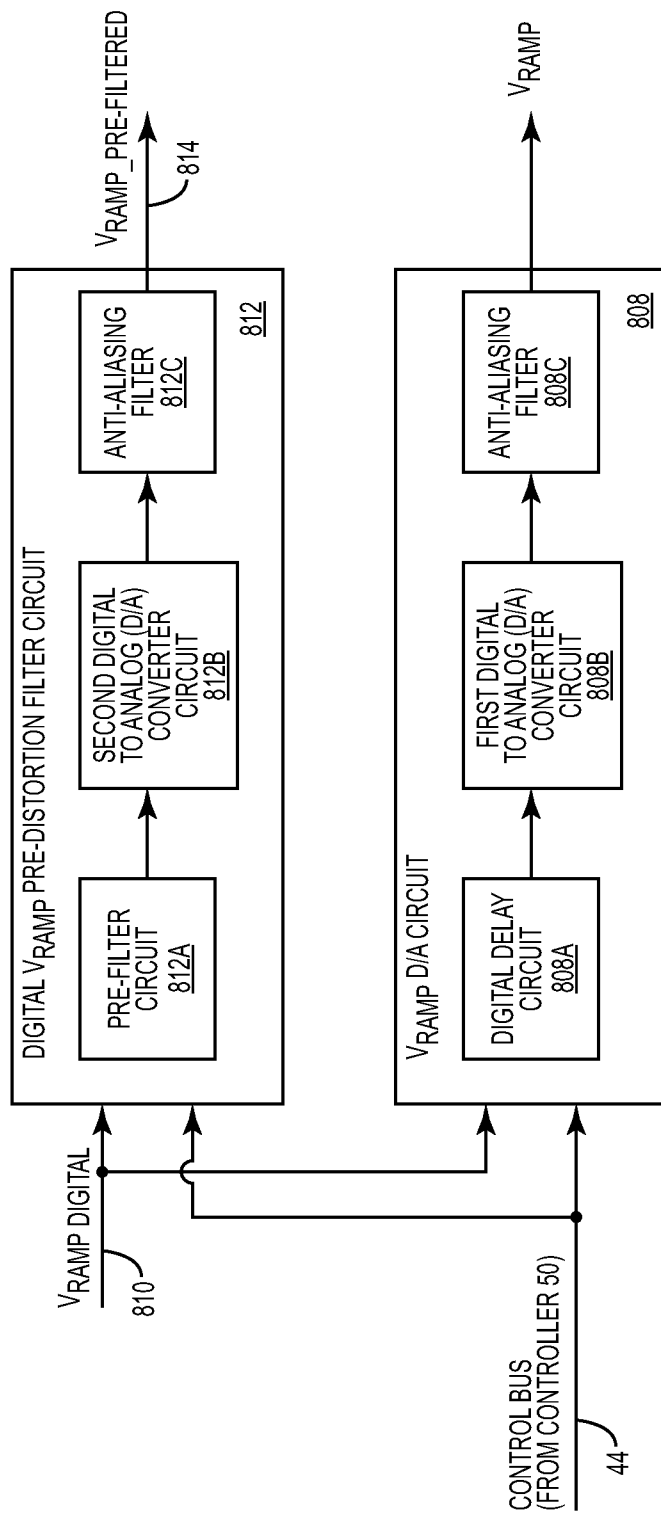 DIGITAL VRAMP PRE-DISTORTION FILTER CIRCUIT
VRAMP DIGITAL
810
PRE-FILTER
CIRCUIT
812A
SECOND DIGITAL
TO ANALOG (D/A)
CONVERTER
CIRCUIT
812B
ANTI-ALIASING
FILTER
812C
812
VRAMP_PRE-FILTERED
814
CONTROL BUS
(FROM CONTROLLER 50)
44
VRAMP D/A CIRCUIT
DIGITAL DELAY
CIRCUIT
808A
FIRST DIGITAL
TO ANALOG (D/A)
CONVERTER
CIRCUIT
808B
ANTI-ALIASING
FILTER
808C
808
VRAMP